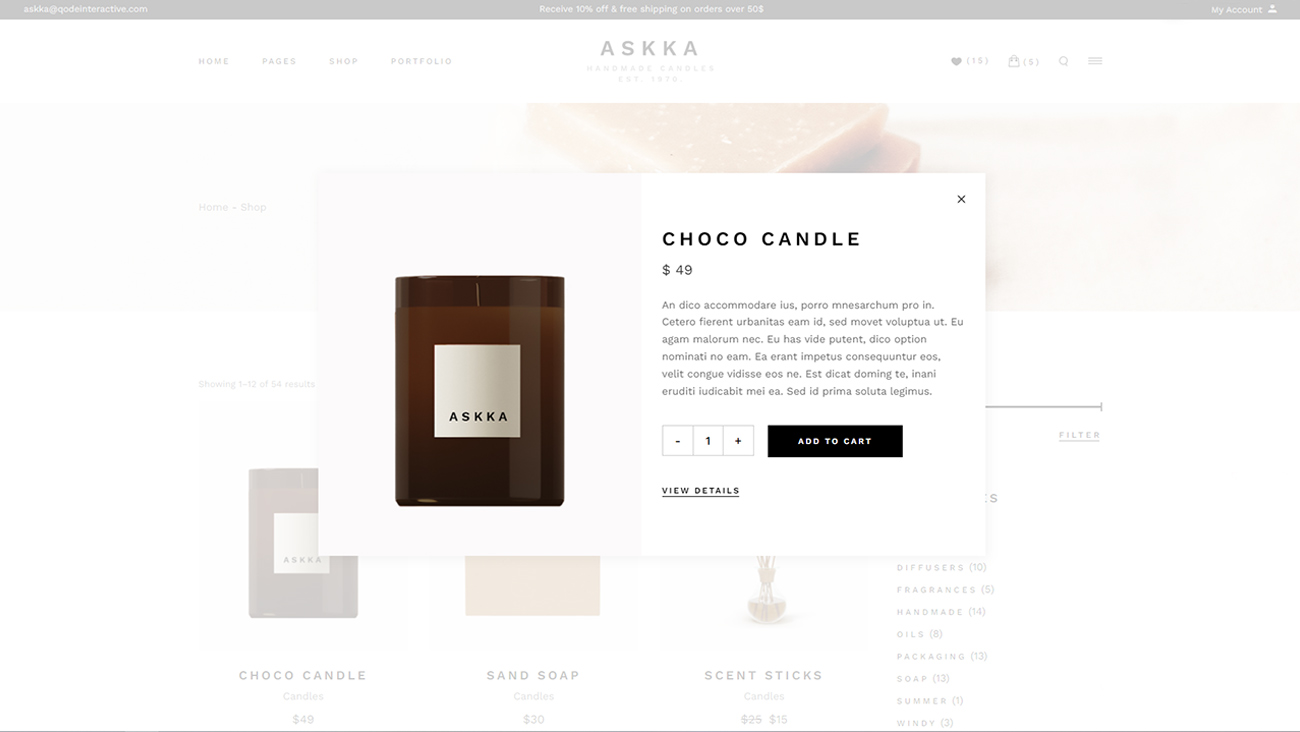 askka@qodeinteractive.com
Receive 10% off & free shipping on orders over 50$
My Account
HOME
PAGES
SHOP
PORTFOLIO
ASKKA
HANDMADE CANDLES
EST. 1970.
(15)
(5)
Home - Shop
CHOCO CANDLE
$ 49
An dico accommodare ius, porro mnesarchum pro in.
Cetero fierent urbanitas eam id, sed movet voluptua ut. Eu
agam malorum nec. Eu has vide putent, dico option
nominati no eam. Ea erant impetus consequuntur eos,
velit congue vidisse eos ne. Est dicat doming te, inani
eruditi iudicabit mei ea. Sed id prima soluta legimus.
- 1 +
ADD TO CART
VIEW DETAILS
ASKKA
Showing 1–12 of 54 results
FILTER
ASKKA
DIFFUSERS (10)
FRAGRANCES (5)
HANDMADE (14)
OILS (8)
PACKAGING (13)
SOAP (13)
SUMMER (1)
WINDY (3)
CHOCO CANDLE
Candles
$49
SAND SOAP
Candles
$30
SCENT STICKS
Candles
$25 $15